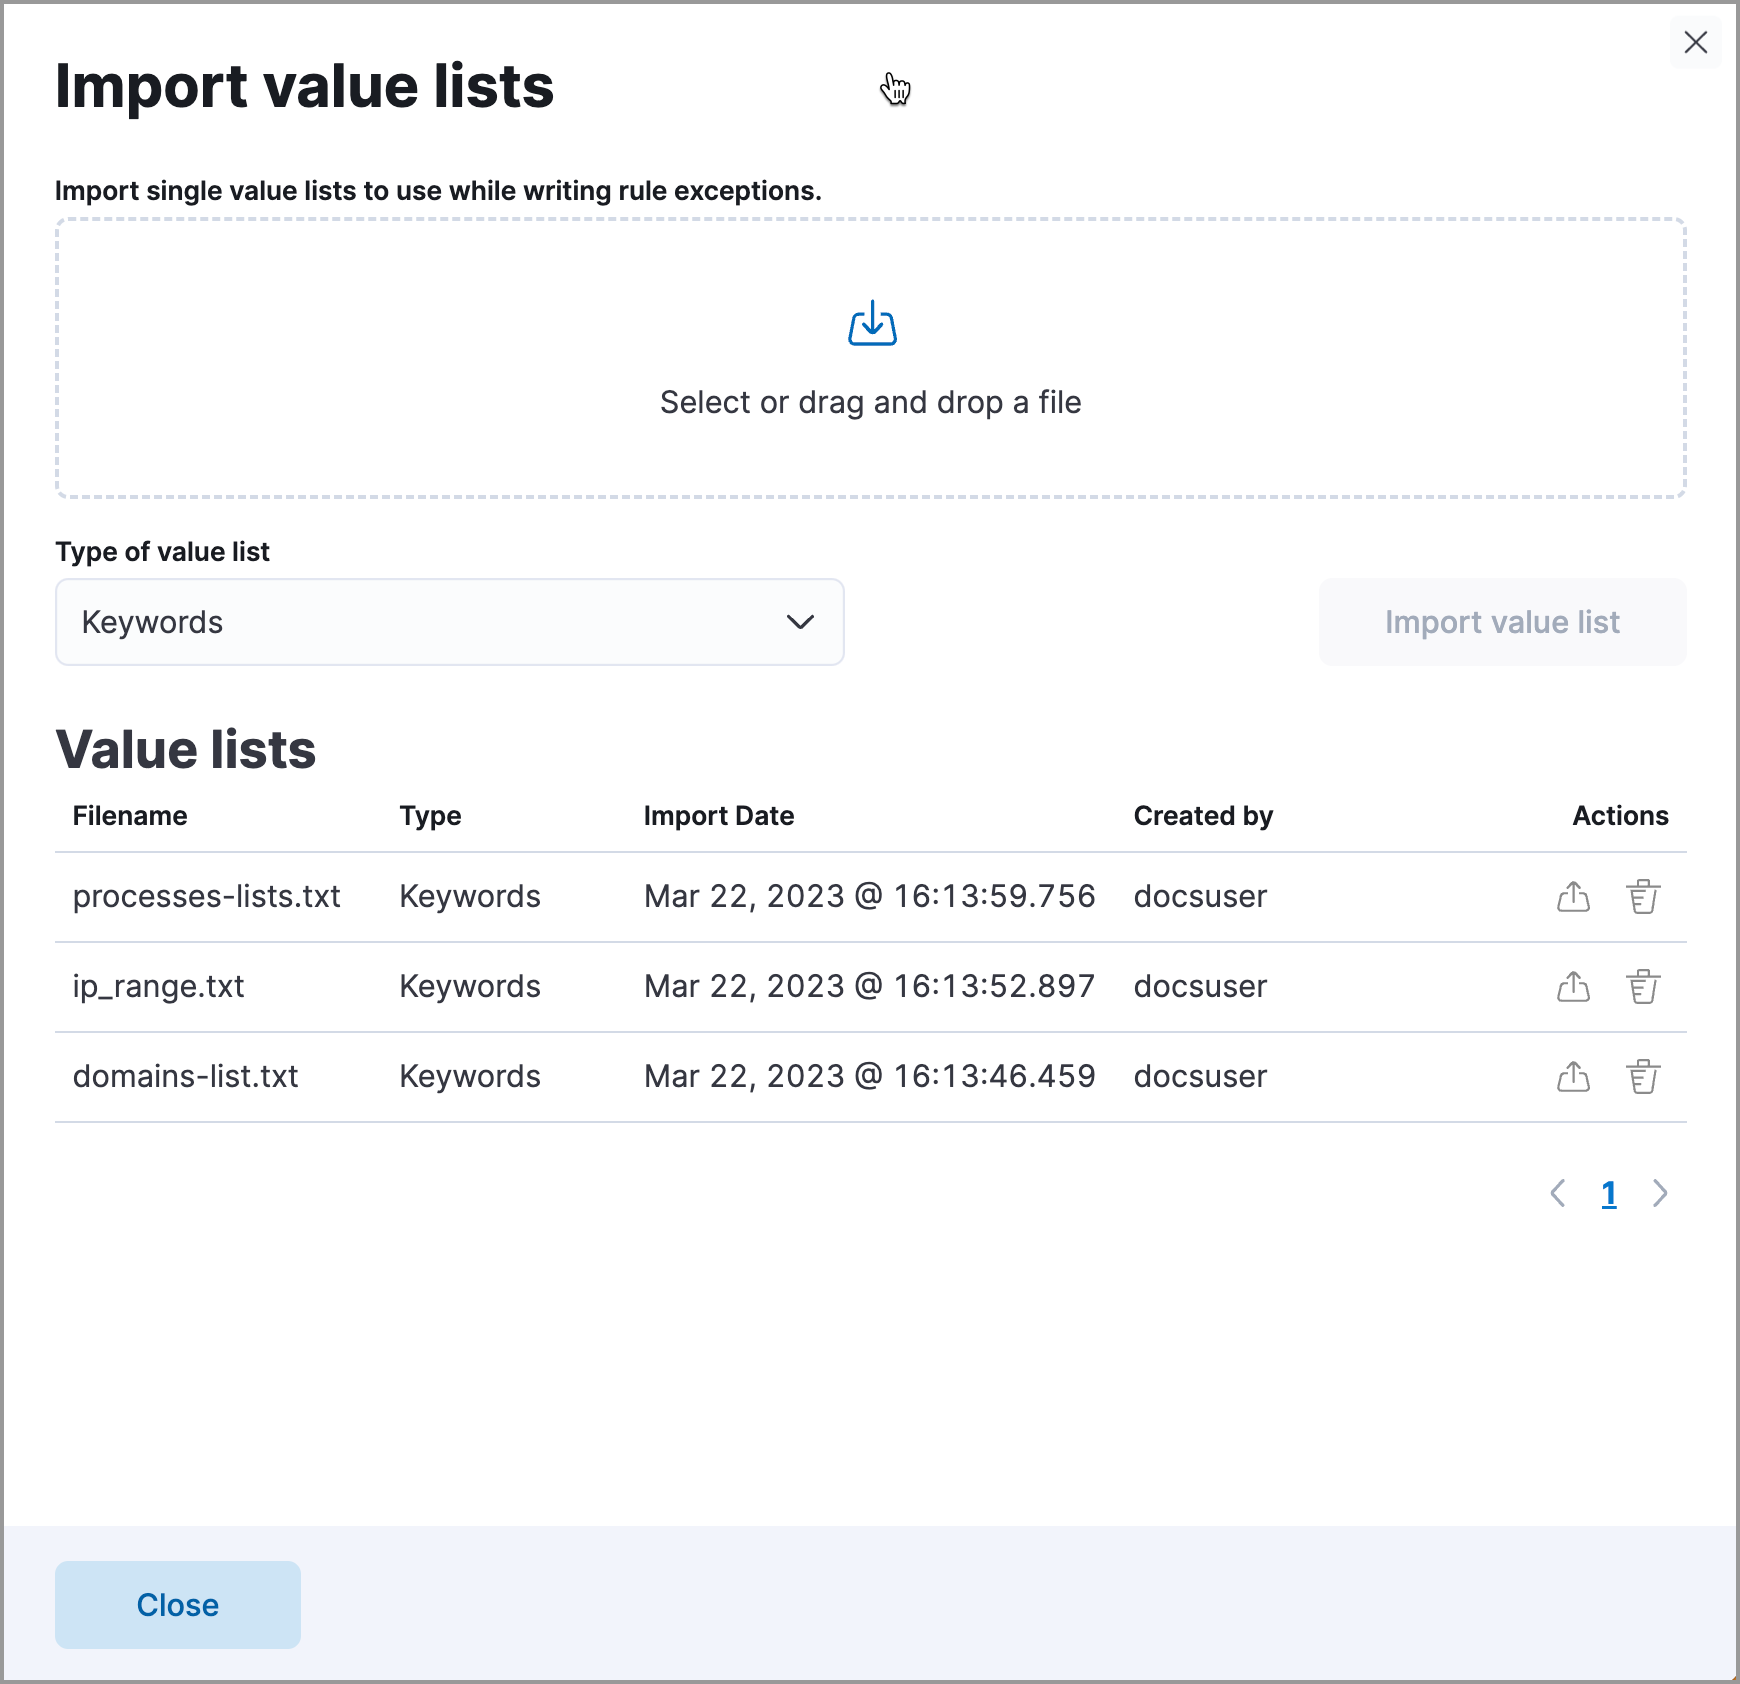 Import value lists
Import single value lists to use while writing rule exceptions.
Select or drag and drop a file
Type of value list
Keywords
Import value list
Value lists
Filename Type Import Date Created by Actions
processes-lists.txt Keywords Mar 22, 2023 @ 16:13:59.756 docsuser
ip_range.txt Keywords Mar 22, 2023 @ 16:13:52.897 docsuser
domains-list.txt Keywords Mar 22, 2023 @ 16:13:46.459 docsuser
1
Close